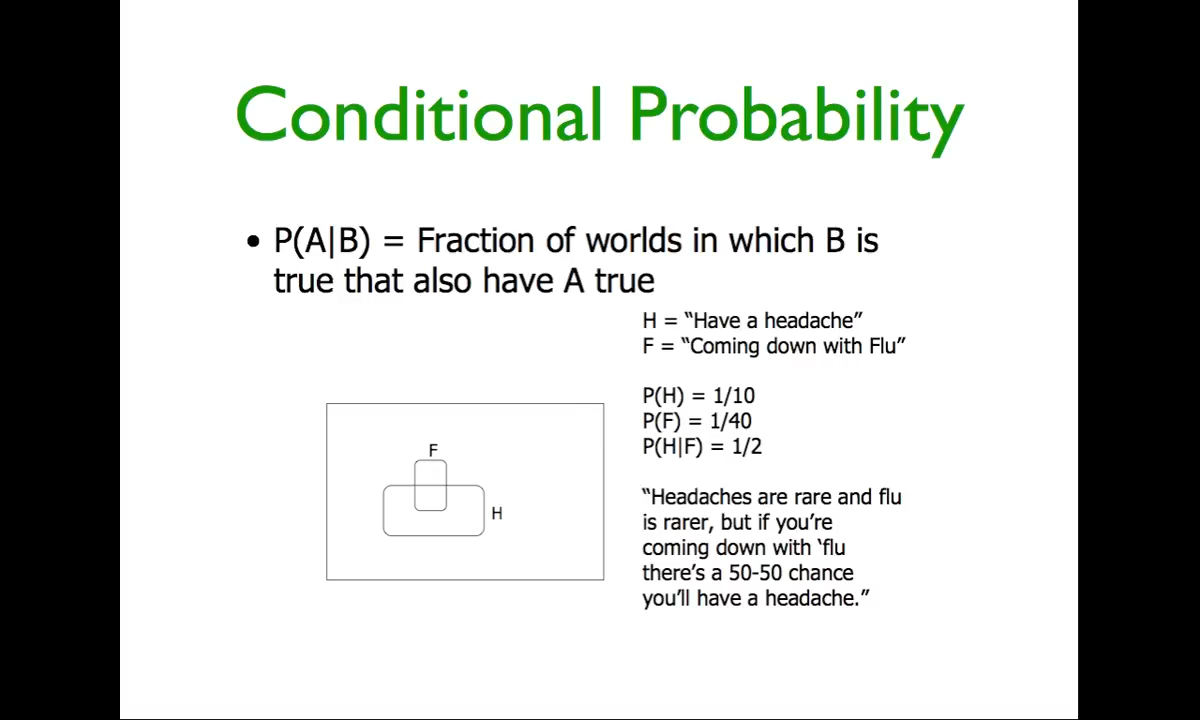 Conditional Probability
• P(A|B) = Fraction of worlds in which B is
true that also have A true
H = “Have a headache”
F = “Coming down with Flu”
P(H) = 1/10
P(F) = 1/40
P(H|F) = 1/2
F
H
“Headaches are rare and flu
is rarer, but if you’re
coming down with ‘flu
there’s a 50-50 chance
you’ll have a headache.”